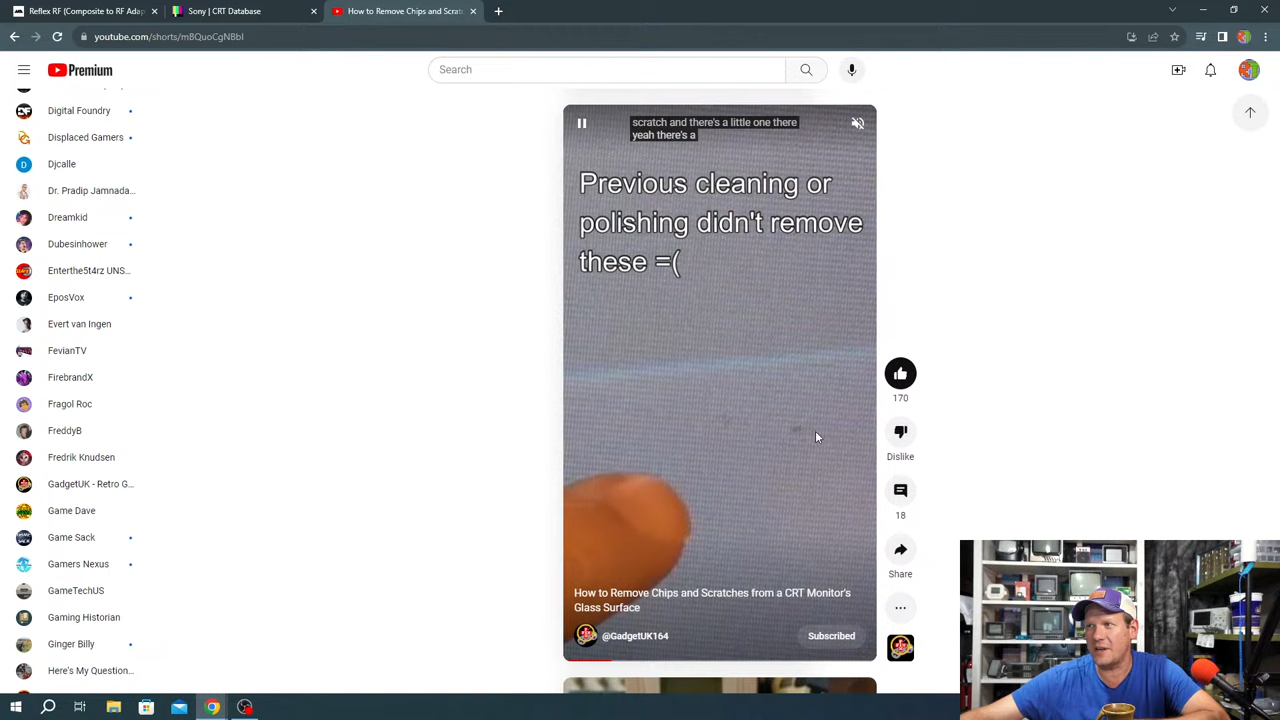 Reflex RF (Composite to RF Adap
Sony | CRT Database
How to Remove Chips and Scratc
youtube.com/shorts/mBQuoCgNBbI
Premium
Search
Digital Foundry
Displaced Gamers
Djcalle
Dr. Pradip Jamnada...
Dreamkid
Dubesinhower
Enterthe5t4rz UNS...
EposVox
Evert van Ingen
FevianTV
FirebrandX
Fragol Roc
FreddyB
Fredrik Knudsen
GadgetUK - Retro G...
Game Dave
Game Sack
Gamers Nexus
GameTechUS
Gaming Historian
Ginger Billy
Here's My Question...
scratch and there's a little one there
yeah there's a
Previous cleaning or
polishing didn't remove
these =(
How to Remove Chips and Scratches from a CRT Monitor's
Glass Surface
@GadgetUK164
Subscribed
170
Dislike
18
Share